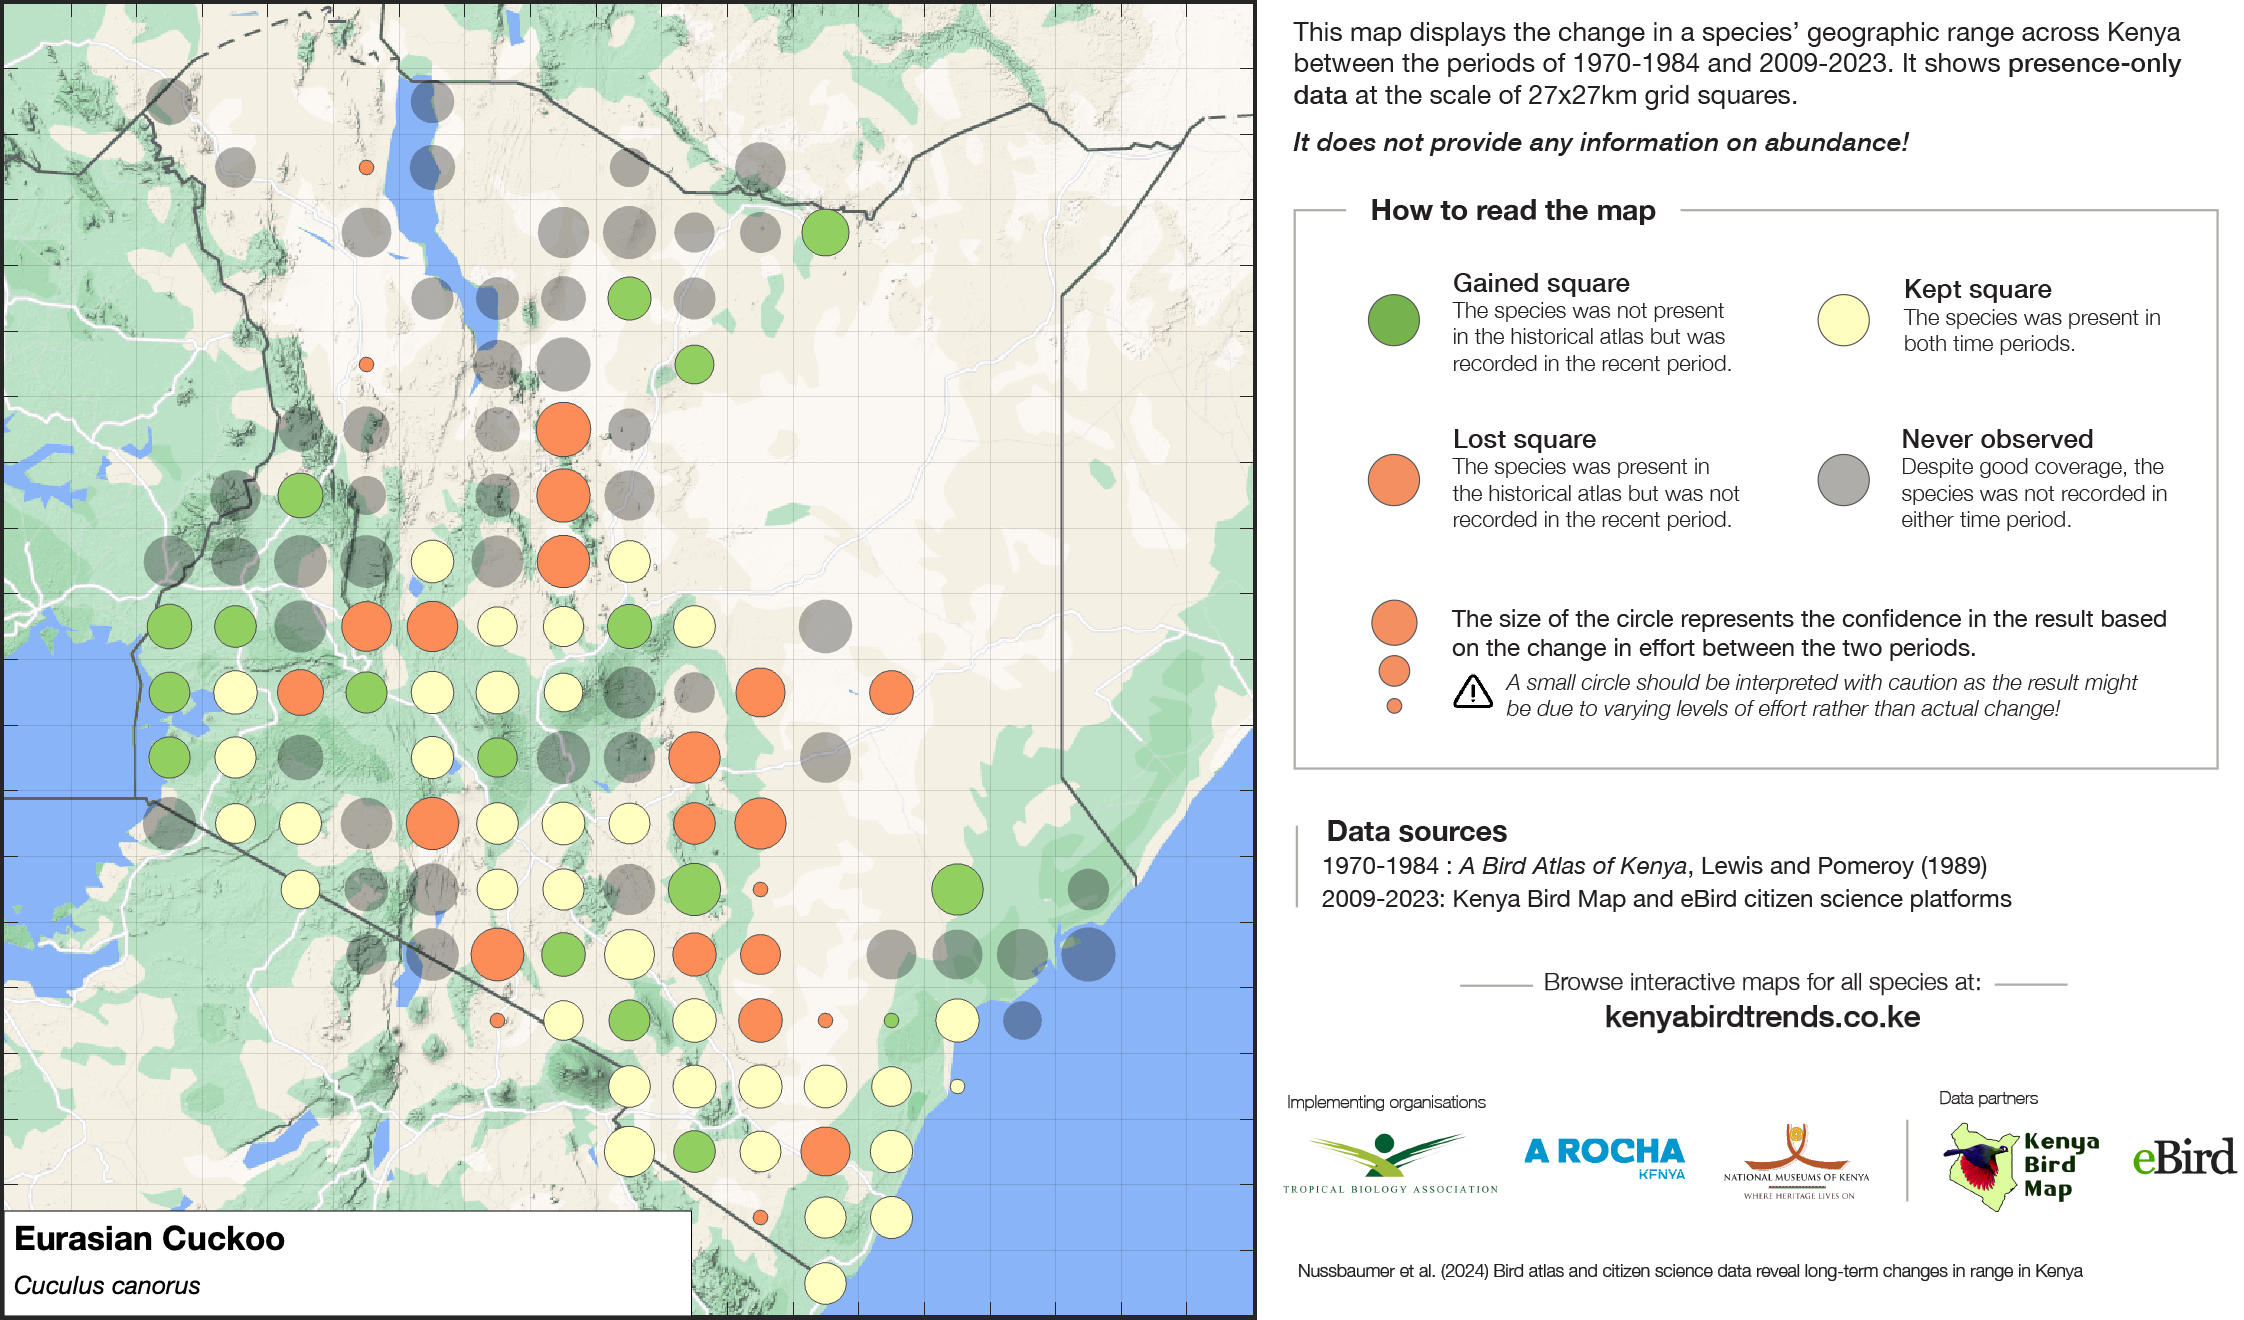 This map displays the change in a species’ geographic range across Kenya
between the periods of 1970-1984 and 2009-2023. It shows presence-only
data at the scale of 27x27km grid squares.
It does not provide any information on abundance!
How to read the map
Gained square
The species was not present
in the historical atlas but was
recorded in the recent period.
Kept square
The species was present in
both time periods.
Lost square
The species was present in
the historical atlas but was not
recorded in the recent period.
Never observed
Despite good coverage, the
species was not recorded in
either time period.
The size of the circle represents the confidence in the result based
on the change in effort between the two periods.
A small circle should be interpreted with caution as the result might
be due to varying levels of effort rather than actual change!
Data sources
1970-1984 : A Bird Atlas of Kenya, Lewis and Pomeroy (1989)
2009-2023: Kenya Bird Map and eBird citizen science platforms
Browse interactive maps for all species at:
kenyabirdtrends.co.ke
Implementing organisations
Data partners
TROPICAL BIOLOGY ASSOCIATION
A ROCHA
KENYA
NATIONAL MUSEUMS OF KENYA
WHERE HERITAGE LIVES ON
Kenya
Bird
Map
eBird
Nussbaumer et al. (2024) Bird atlas and citizen science data reveal long-term changes in range in Kenya
Eurasian Cuckoo
Cuculus canorus